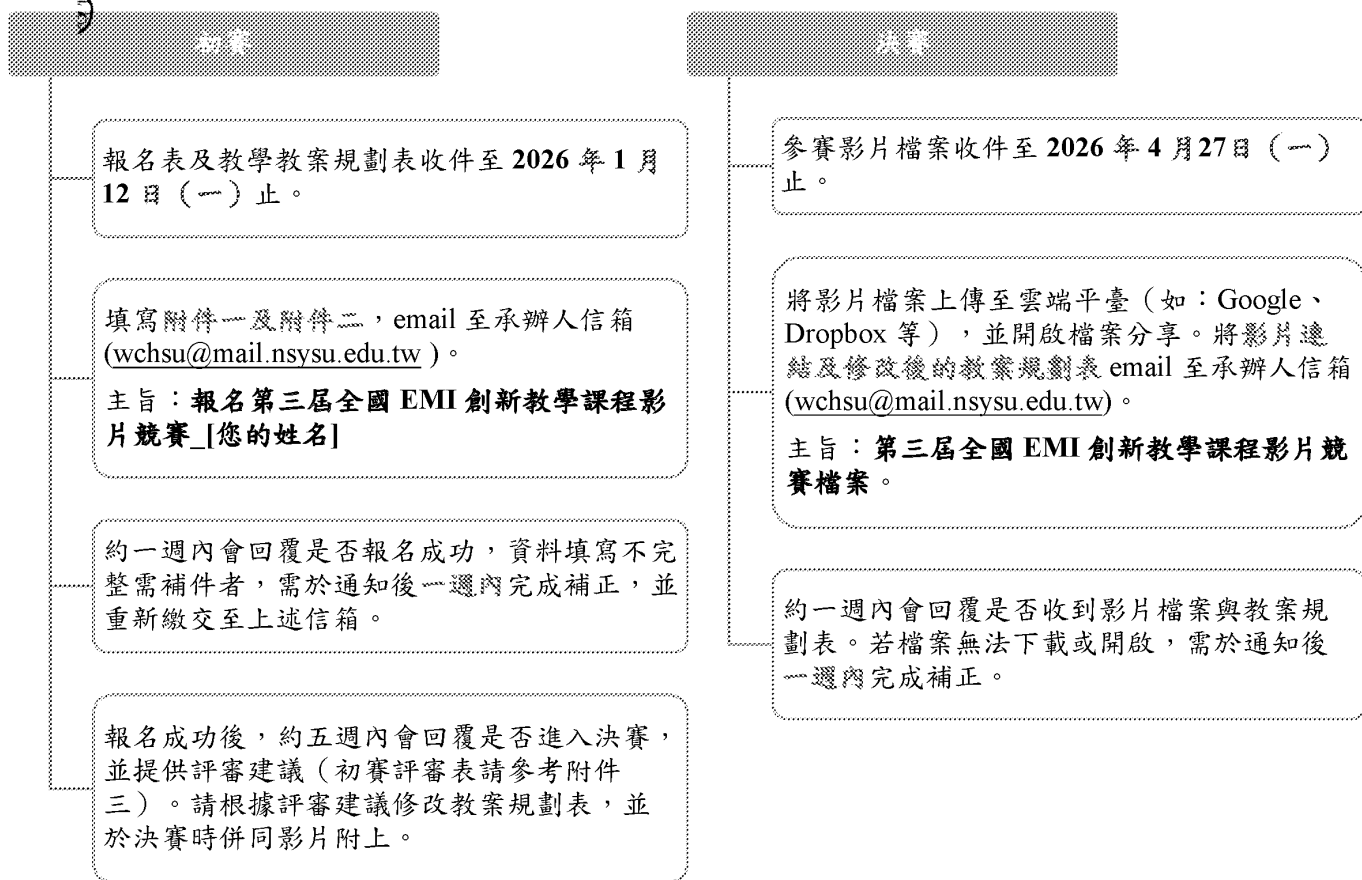 初賽
報名表及教學教案規劃表收件至 2026 年 1 月
12 日（一）止。
填寫附件一及附件二，email 至承辦人信箱
(wchsu@mail.nsysu.edu.tw )。
主旨：報名第三屆全國 EMI 創新教學課程影
片競賽_[您的姓名]
約一週內會回覆是否報名成功，資料填寫不完
整需補件者，需於通知後一週內完成補正，並
重新繳交至上述信箱。
報名成功後，約五週內會回覆是否進入決賽，
並提供評審建議（初賽評審表請參考附件
三）。請根據評審建議修改教案規劃表，並
於決賽時併同影片附上。
決賽
參賽影片檔案收件至 2026 年 4 月27日（一）
止。
將影片檔案上傳至雲端平臺（如：Google、
Dropbox 等），並開啟檔案分享。將影片連
結及修改後的教案規劃表 email 至承辦人信箱
(wchsu@mail.nsysu.edu.tw)。
主旨：第三屆全國 EMI 創新教學課程影片競
賽檔案。
約一週內會回覆是否收到影片檔案與教案規
劃表。若檔案無法下載或開啟，需於通知後
一週內完成補正。